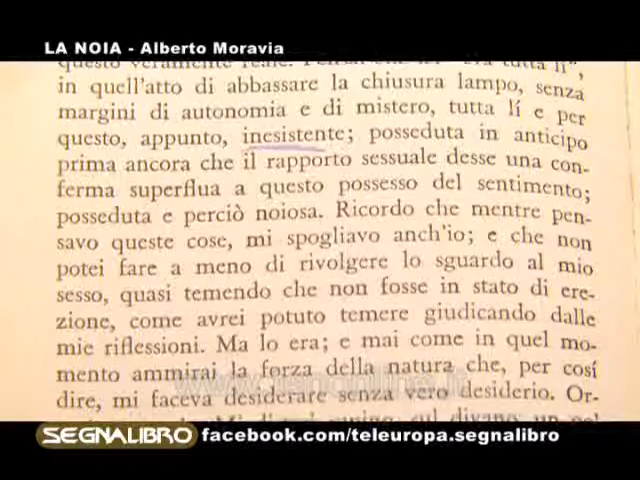 LA NOIA - Alberto Moravia
questo veramente reale.
in quell'atto di abbassare la chiusura lampo, senza
margini di autonomia e di mistero, tutta lí e per
questo, appunto, inesistente; posseduta in anticipo
prima ancora che il rapporto sessuale desse una con-
ferma superflua a questo possesso del sentimento;
posseduta e perciò noiosa. Ricordo che mentre pen-
savo queste cose, mi spogliavo anch'io; e che non
potei fare a meno di rivolgere lo sguardo al mio
sesso, quasi temendo che non fosse in stato di ere-
zione, come avrei potuto temere giudicando dalle
mie riflessioni. Ma lo era; e mai come in quel mo-
mento ammirai la forza della natura che, per cosí
dire, mi faceva desiderare senza vero desiderio. Or-
SEGNALIBRO facebook.com/teleuropa.segnalibro